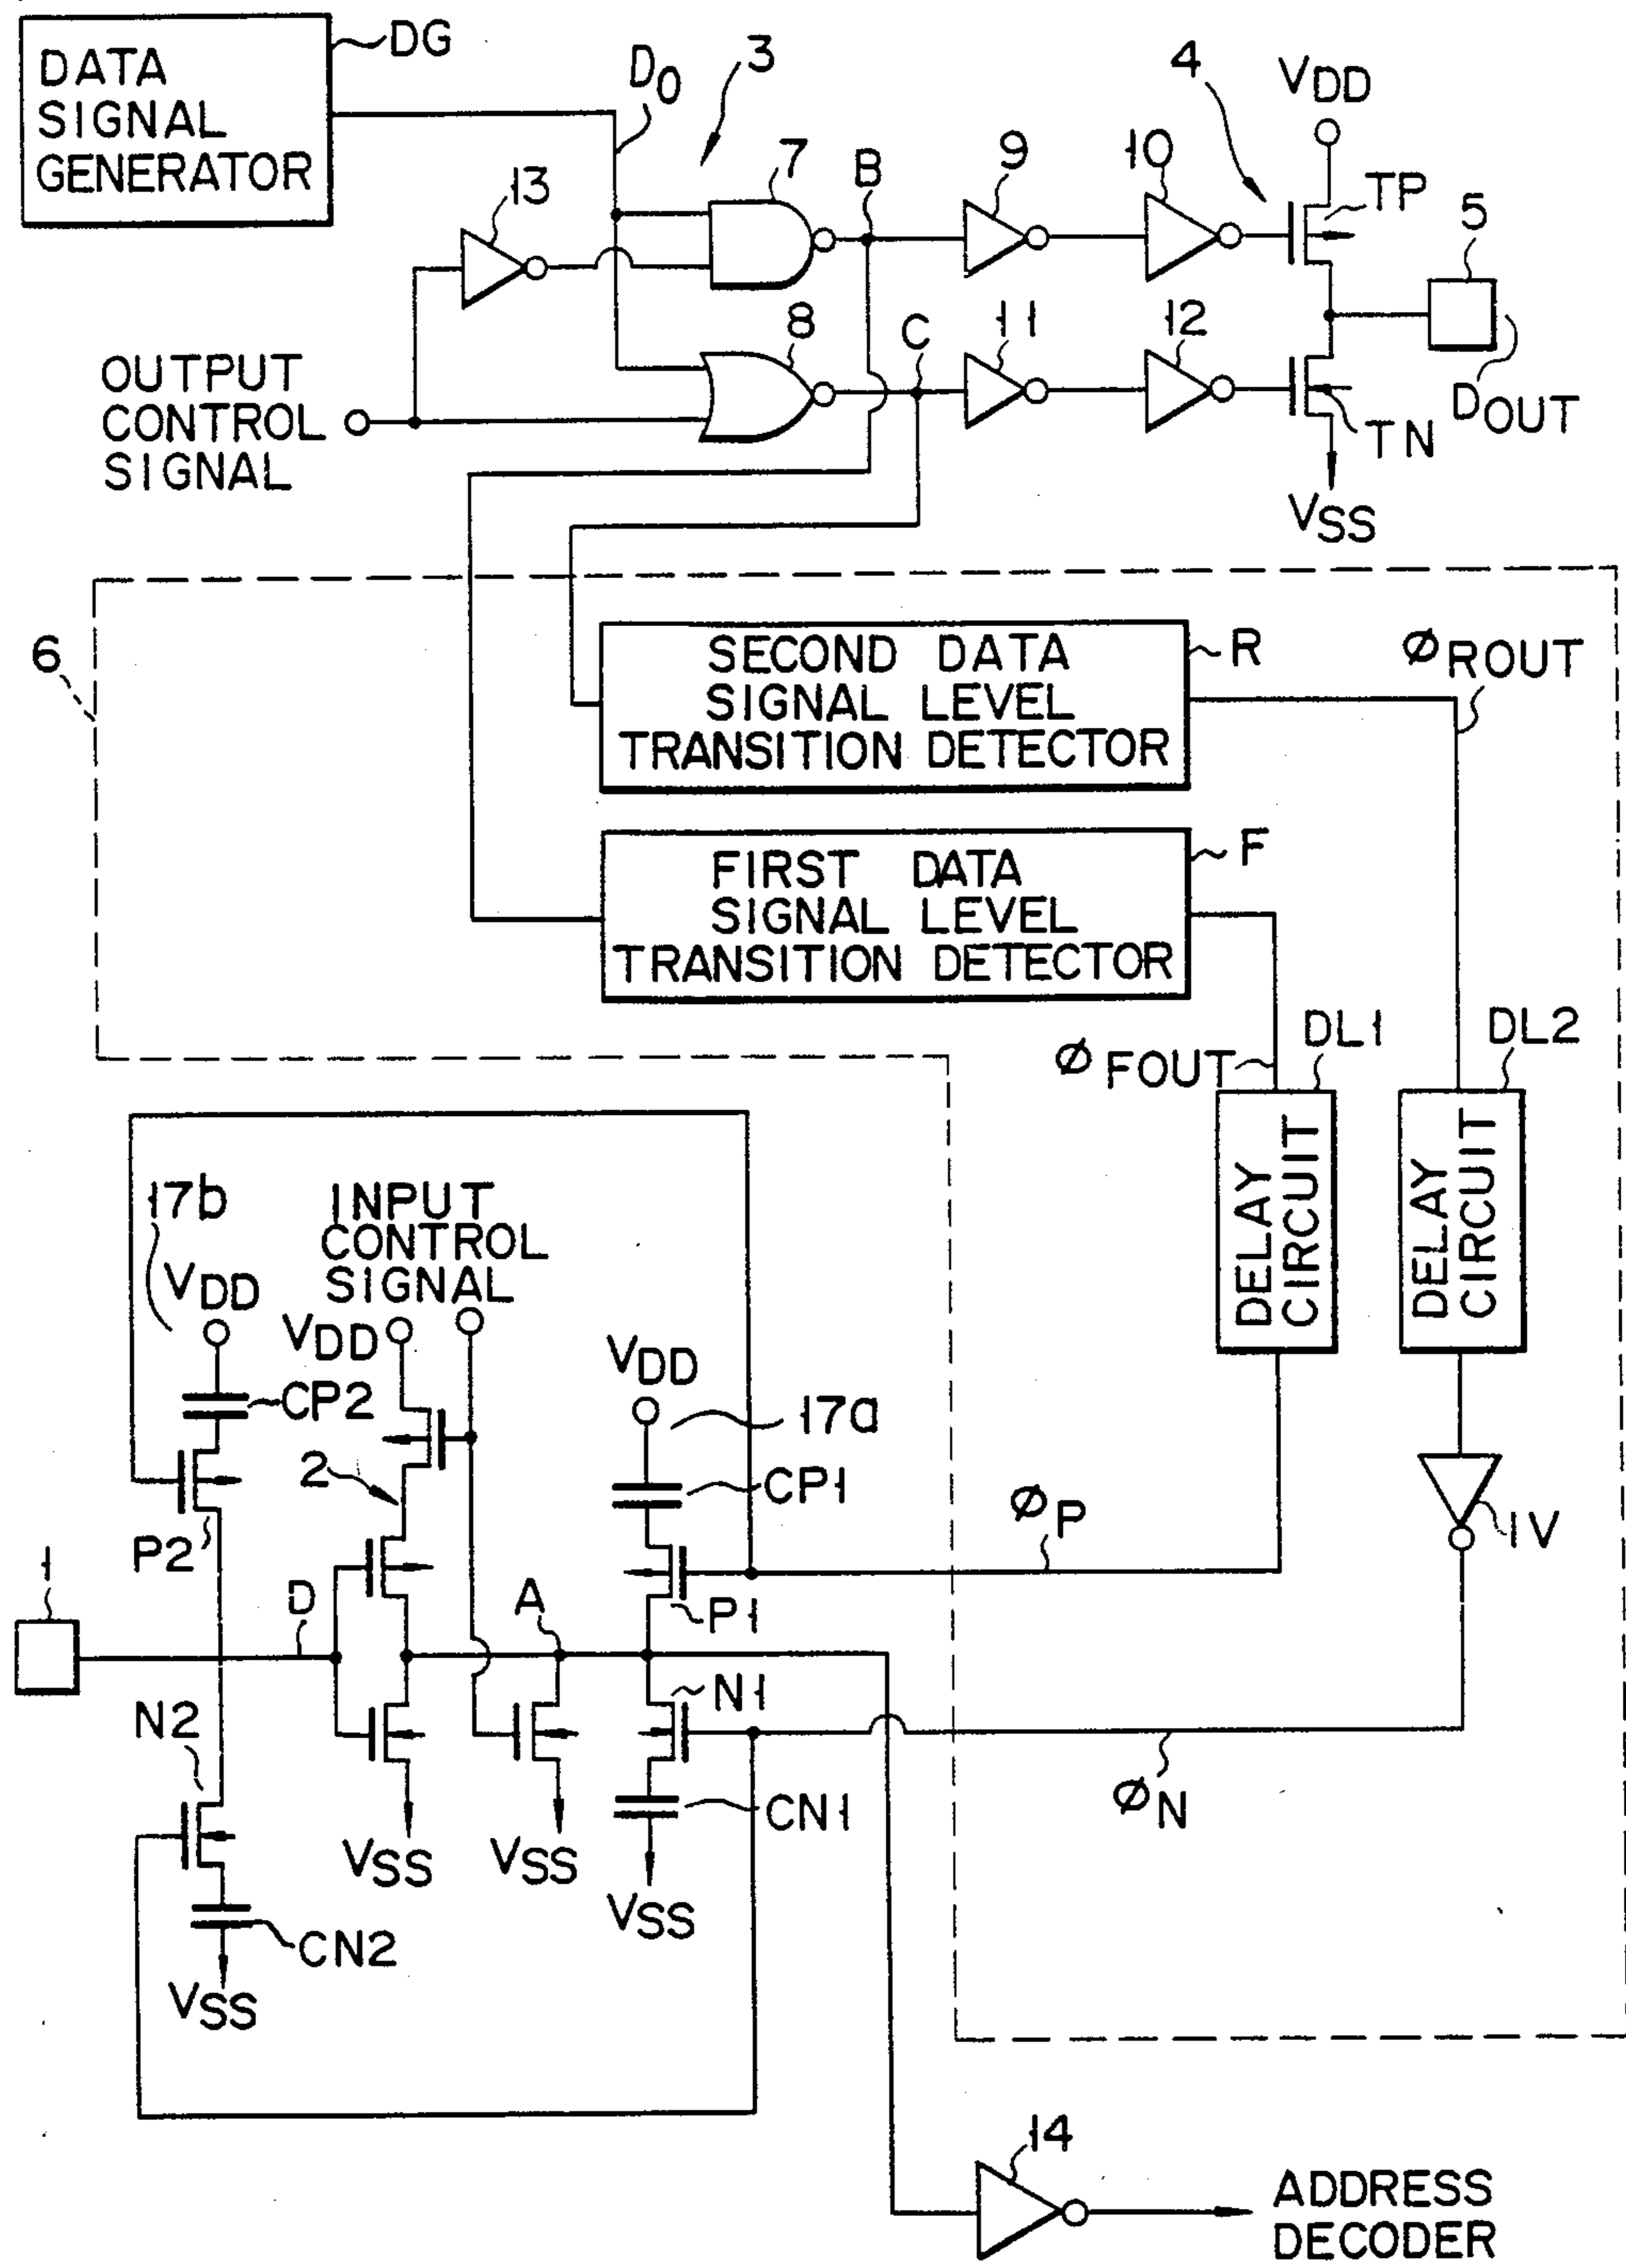 DG
DATA
SIGNAL
GENERATOR
D0
3
4
VDD
13
7
B
9
10
TP
5
8
C
11
12
DOUT
TN
VSS
OUTPUT
CONTROL
SIGNAL
6
SECOND DATA
SIGNAL LEVEL
TRANSITION DETECTOR
R
øROUT
FIRST DATA
SIGNAL LEVEL
TRANSITION DETECTOR
F
øFOUT
DL1
DL2
DELAY
CIRCUIT
DELAY
CIRCUIT
17b
INPUT
CONTROL
SIGNAL
VDD
VDD
VDD
17a
CP2
CP1
2
øP
IV
P2
P1
1
D
A
N1
N2
øN
CN1
VSS
VSS
VSS
CN2
VSS
14
ADDRESS
DECODER